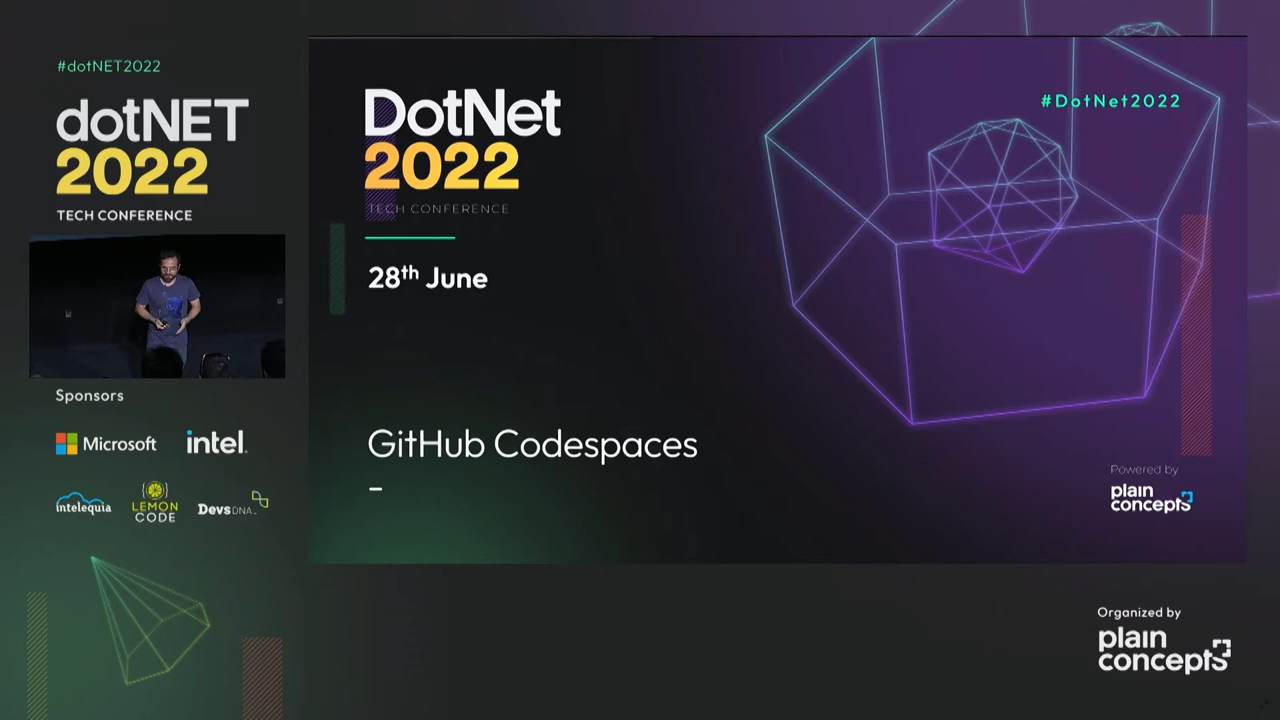 #dotNET2022
dotNET
2022
TECH CONFERENCE
Sponsors
Microsoft
intel.
intelequia
LEMON
CODE
DevsDNA
DotNet
2022
TECH CONFERENCE
28th June
#DotNet2022
GitHub Codespaces
Powered by
plain
concepts
Organized by
plain
concepts